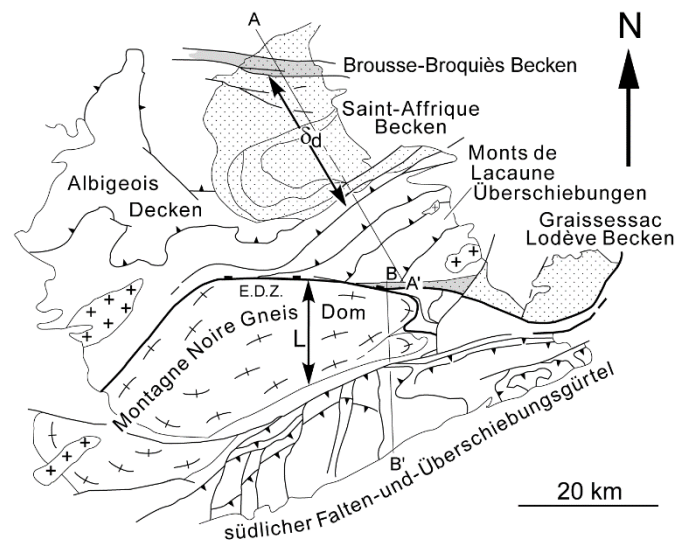 A
N
Brousse-Broquiès Becken
Saint-Affrique
Becken
δd
Monts de
Lacaune
Überschiebungen
Albigeois
Decken
Graissessac
Lodève Becken
B
A'
E.D.Z.
Montagne Noire Gneis Dom
L
B'
20 km
südlicher Falten-und-Überschiebungsgürtel